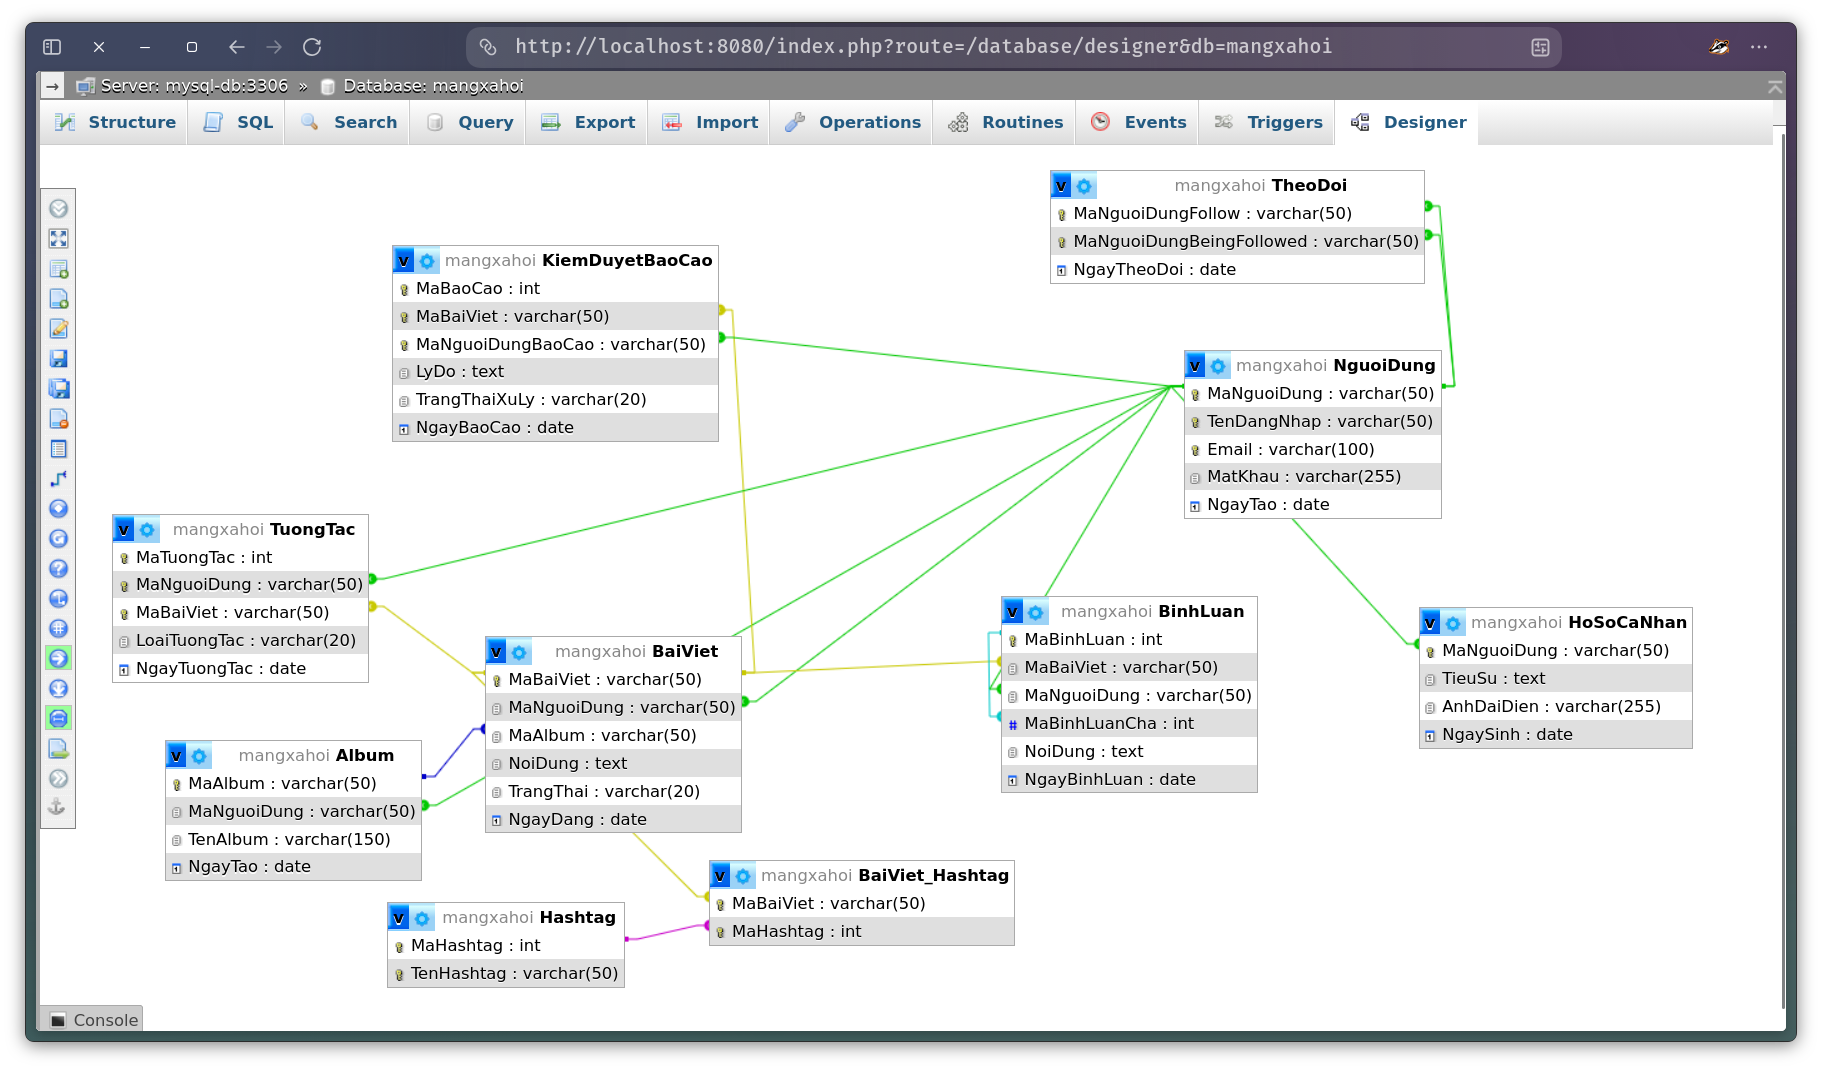 http://localhost:8080/index.php?route=/database/designer&db=mangxahoi
Server: mysql-db:3306 » Database: mangxahoi
Structure SQL Search Query Export Import Operations Routines Events Triggers Designer
v mangxahoi TheoDoi
MaNguoiDungFollow : varchar(50)
MaNguoiDungBeingFollowed : varchar(50)
NgayTheoDoi : date
v mangxahoi KiemDuyetBaoCao
MaBaoCao : int
MaBaiViet : varchar(50)
MaNguoiDungBaoCao : varchar(50)
LyDo : text
TrangThaiXuLy : varchar(20)
NgayBaoCao : date
v mangxahoi NguoiDung
MaNguoiDung : varchar(50)
TenDangNhap : varchar(50)
Email : varchar(100)
MatKhau : varchar(255)
NgayTao : date
v mangxahoi TuongTac
MaTuongTac : int
MaNguoiDung : varchar(50)
MaBaiViet : varchar(50)
LoaiTuongTac : varchar(20)
NgayTuongTac : date
v mangxahoi BaiViet
MaBaiViet : varchar(50)
MaNguoiDung : varchar(50)
MaAlbum : varchar(50)
NoiDung : text
TrangThai : varchar(20)
NgayDang : date
v mangxahoi BinhLuan
MaBinhLuan : int
MaBaiViet : varchar(50)
MaNguoiDung : varchar(50)
# MaBinhLuanCha : int
NoiDung : text
NgayBinhLuan : date
v mangxahoi HoSoCaNhan
MaNguoiDung : varchar(50)
TieuSu : text
AnhDaiDien : varchar(255)
NgaySinh : date
v mangxahoi Album
MaAlbum : varchar(50)
MaNguoiDung : varchar(50)
TenAlbum : varchar(150)
NgayTao : date
v mangxahoi BaiViet_Hashtag
MaBaiViet : varchar(50)
MaHashtag : int
v mangxahoi Hashtag
MaHashtag : int
TenHashtag : varchar(50)
Console